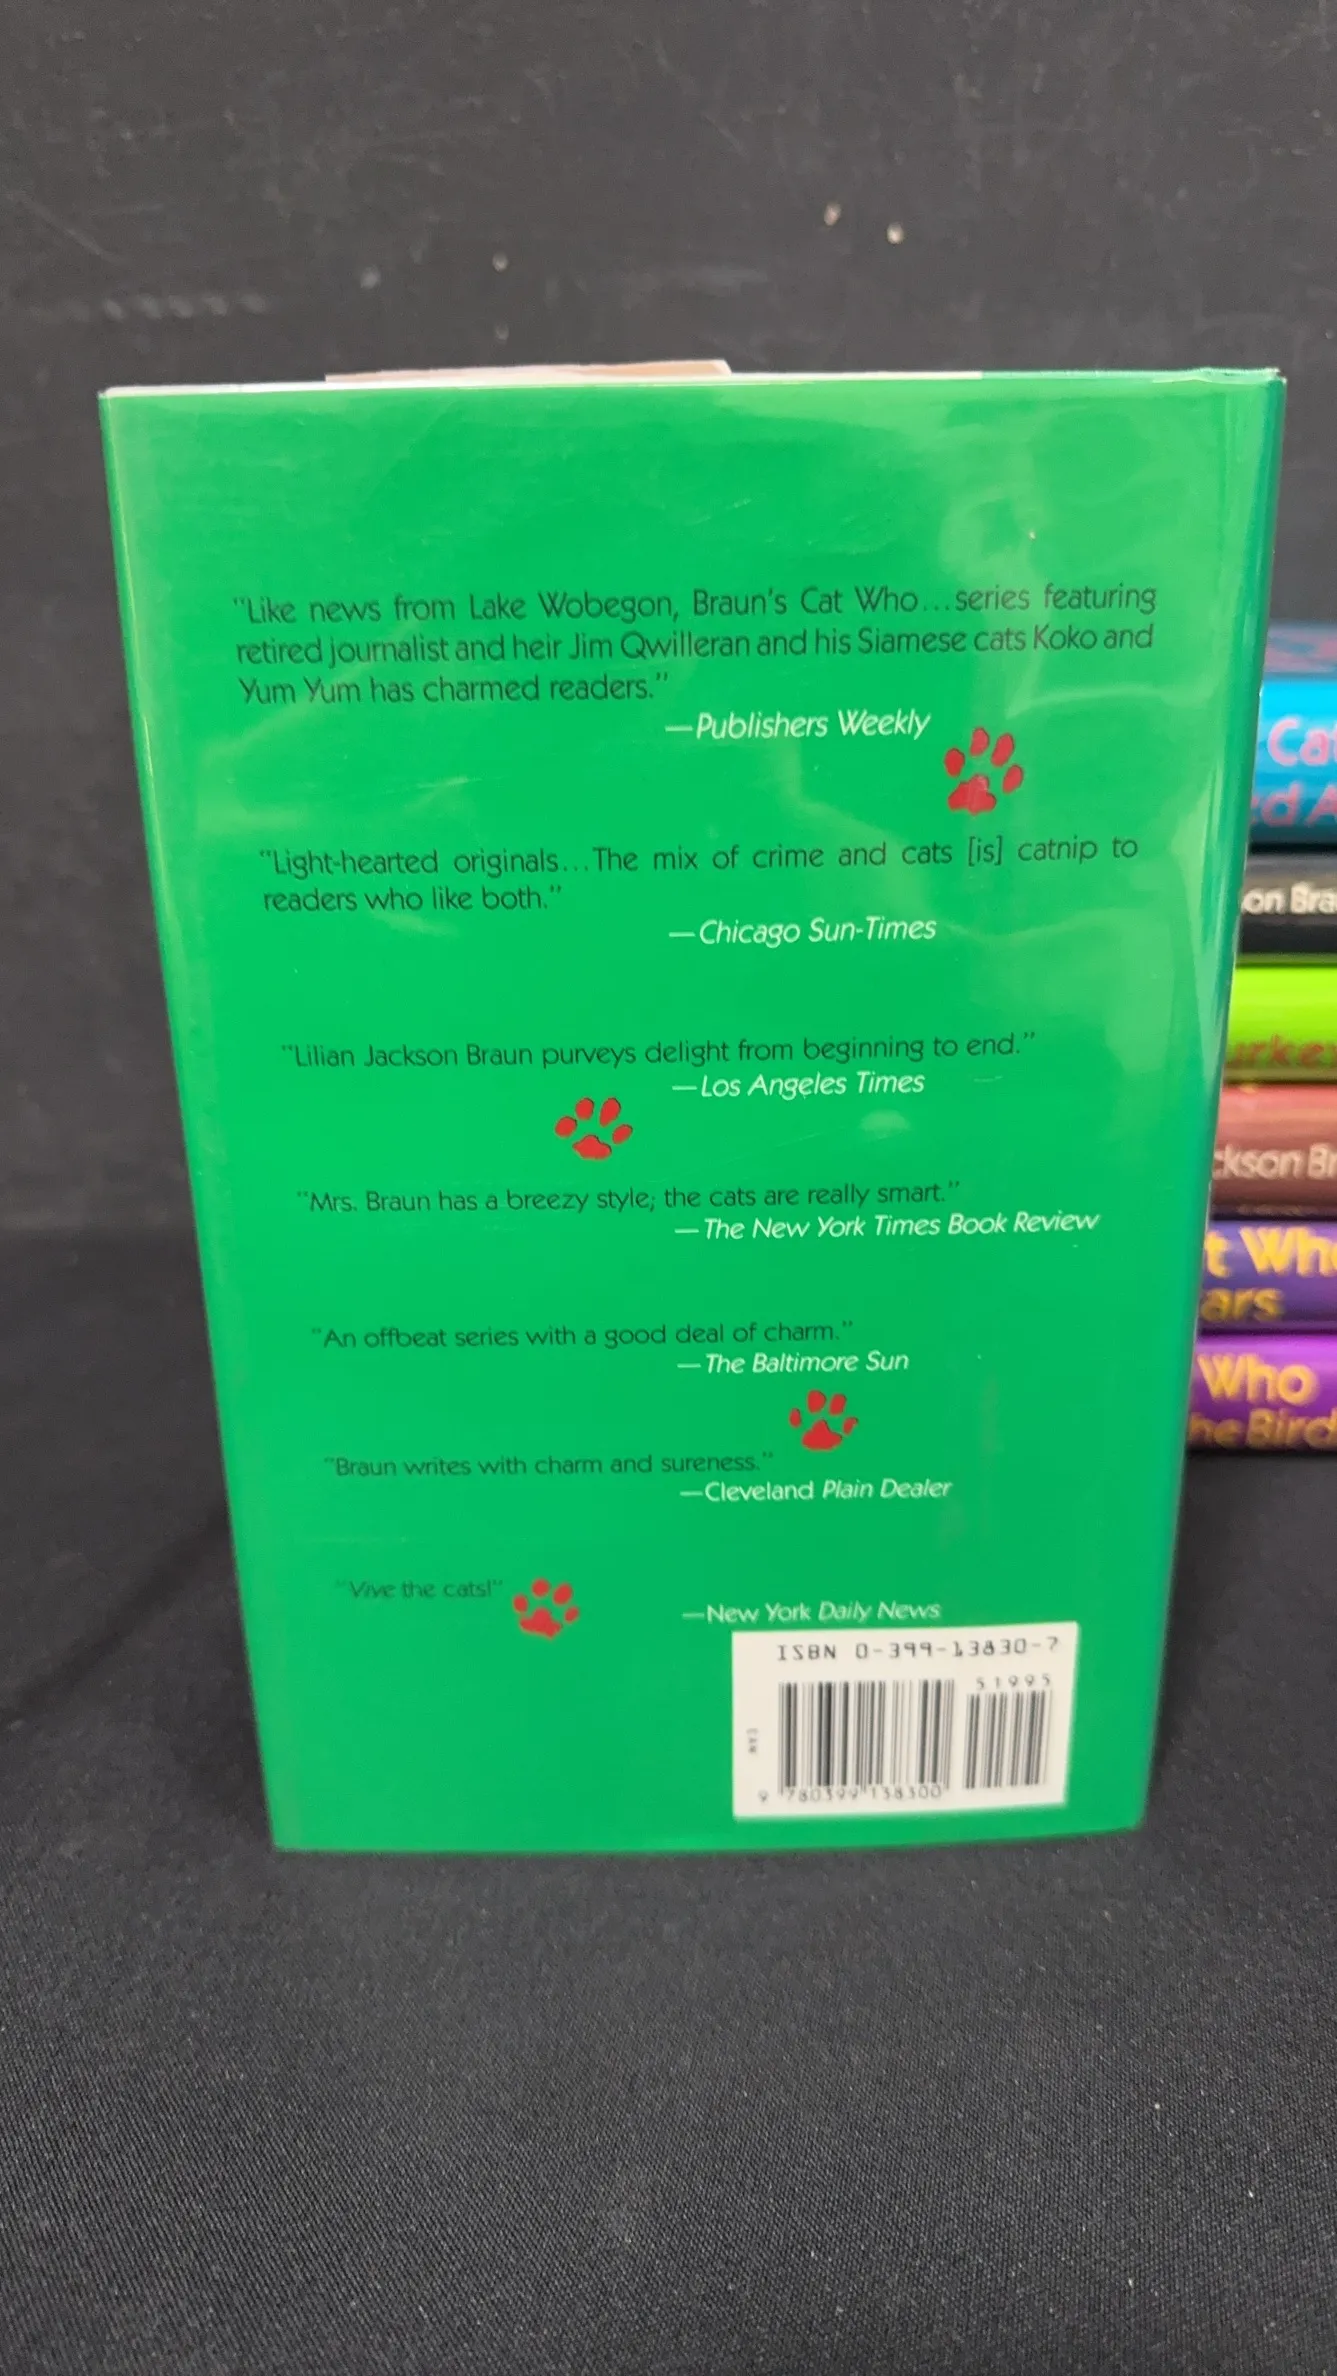 "Like news from Lake Wobegon, Braun's Cat Who...series featuring
retired journalist and heir Jim Qwilleran and his Siamese cats Koko and
Yum Yum has charmed readers."
—Publishers Weekly
"Light-hearted originals...The mix of crime and cats [is] catnip to
readers who like both."
—Chicago Sun-Times
"Lilian Jackson Braun purveys delight from beginning to end."
—Los Angeles Times
"Mrs. Braun has a breezy style; the cats are really smart."
—The New York Times Book Review
"An offbeat series with a good deal of charm."
—The Baltimore Sun
"Braun writes with charm and sureness."
—Cleveland Plain Dealer
"Vive the cats!"
—New York Daily News
ISBN 0-399-13830-7
51995
EAN
9 780399 138300
Cat
d A
on Bra
urkey
ckson Br
t Who
ars
Who
he Bird